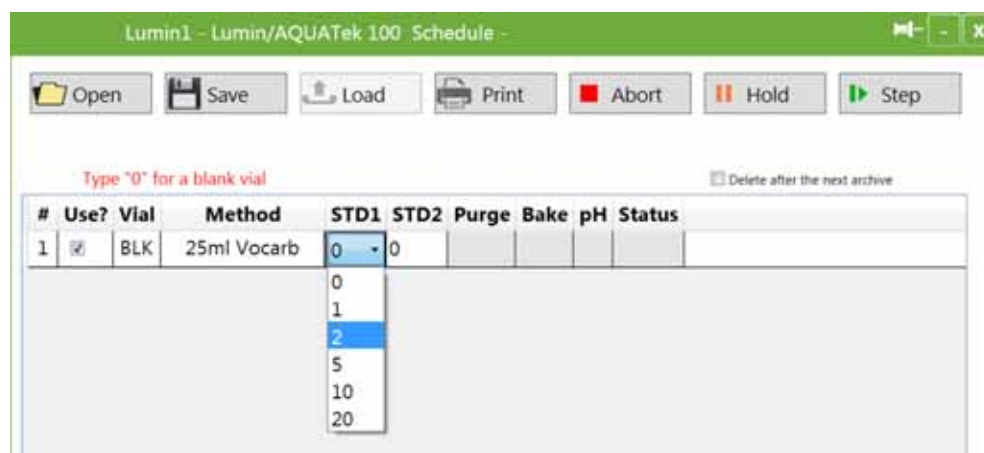 Lumin1 - Lumin/AQUATek 100 Schedule -
Open Save Load Print Abort Hold Step
Type "0" for a blank vial
Delete after the next archive
# Use? Vial Method STD1 STD2 Purge Bake pH Status
1 BLK 25ml Vocarb 0 0
0
1
2
5
10
20